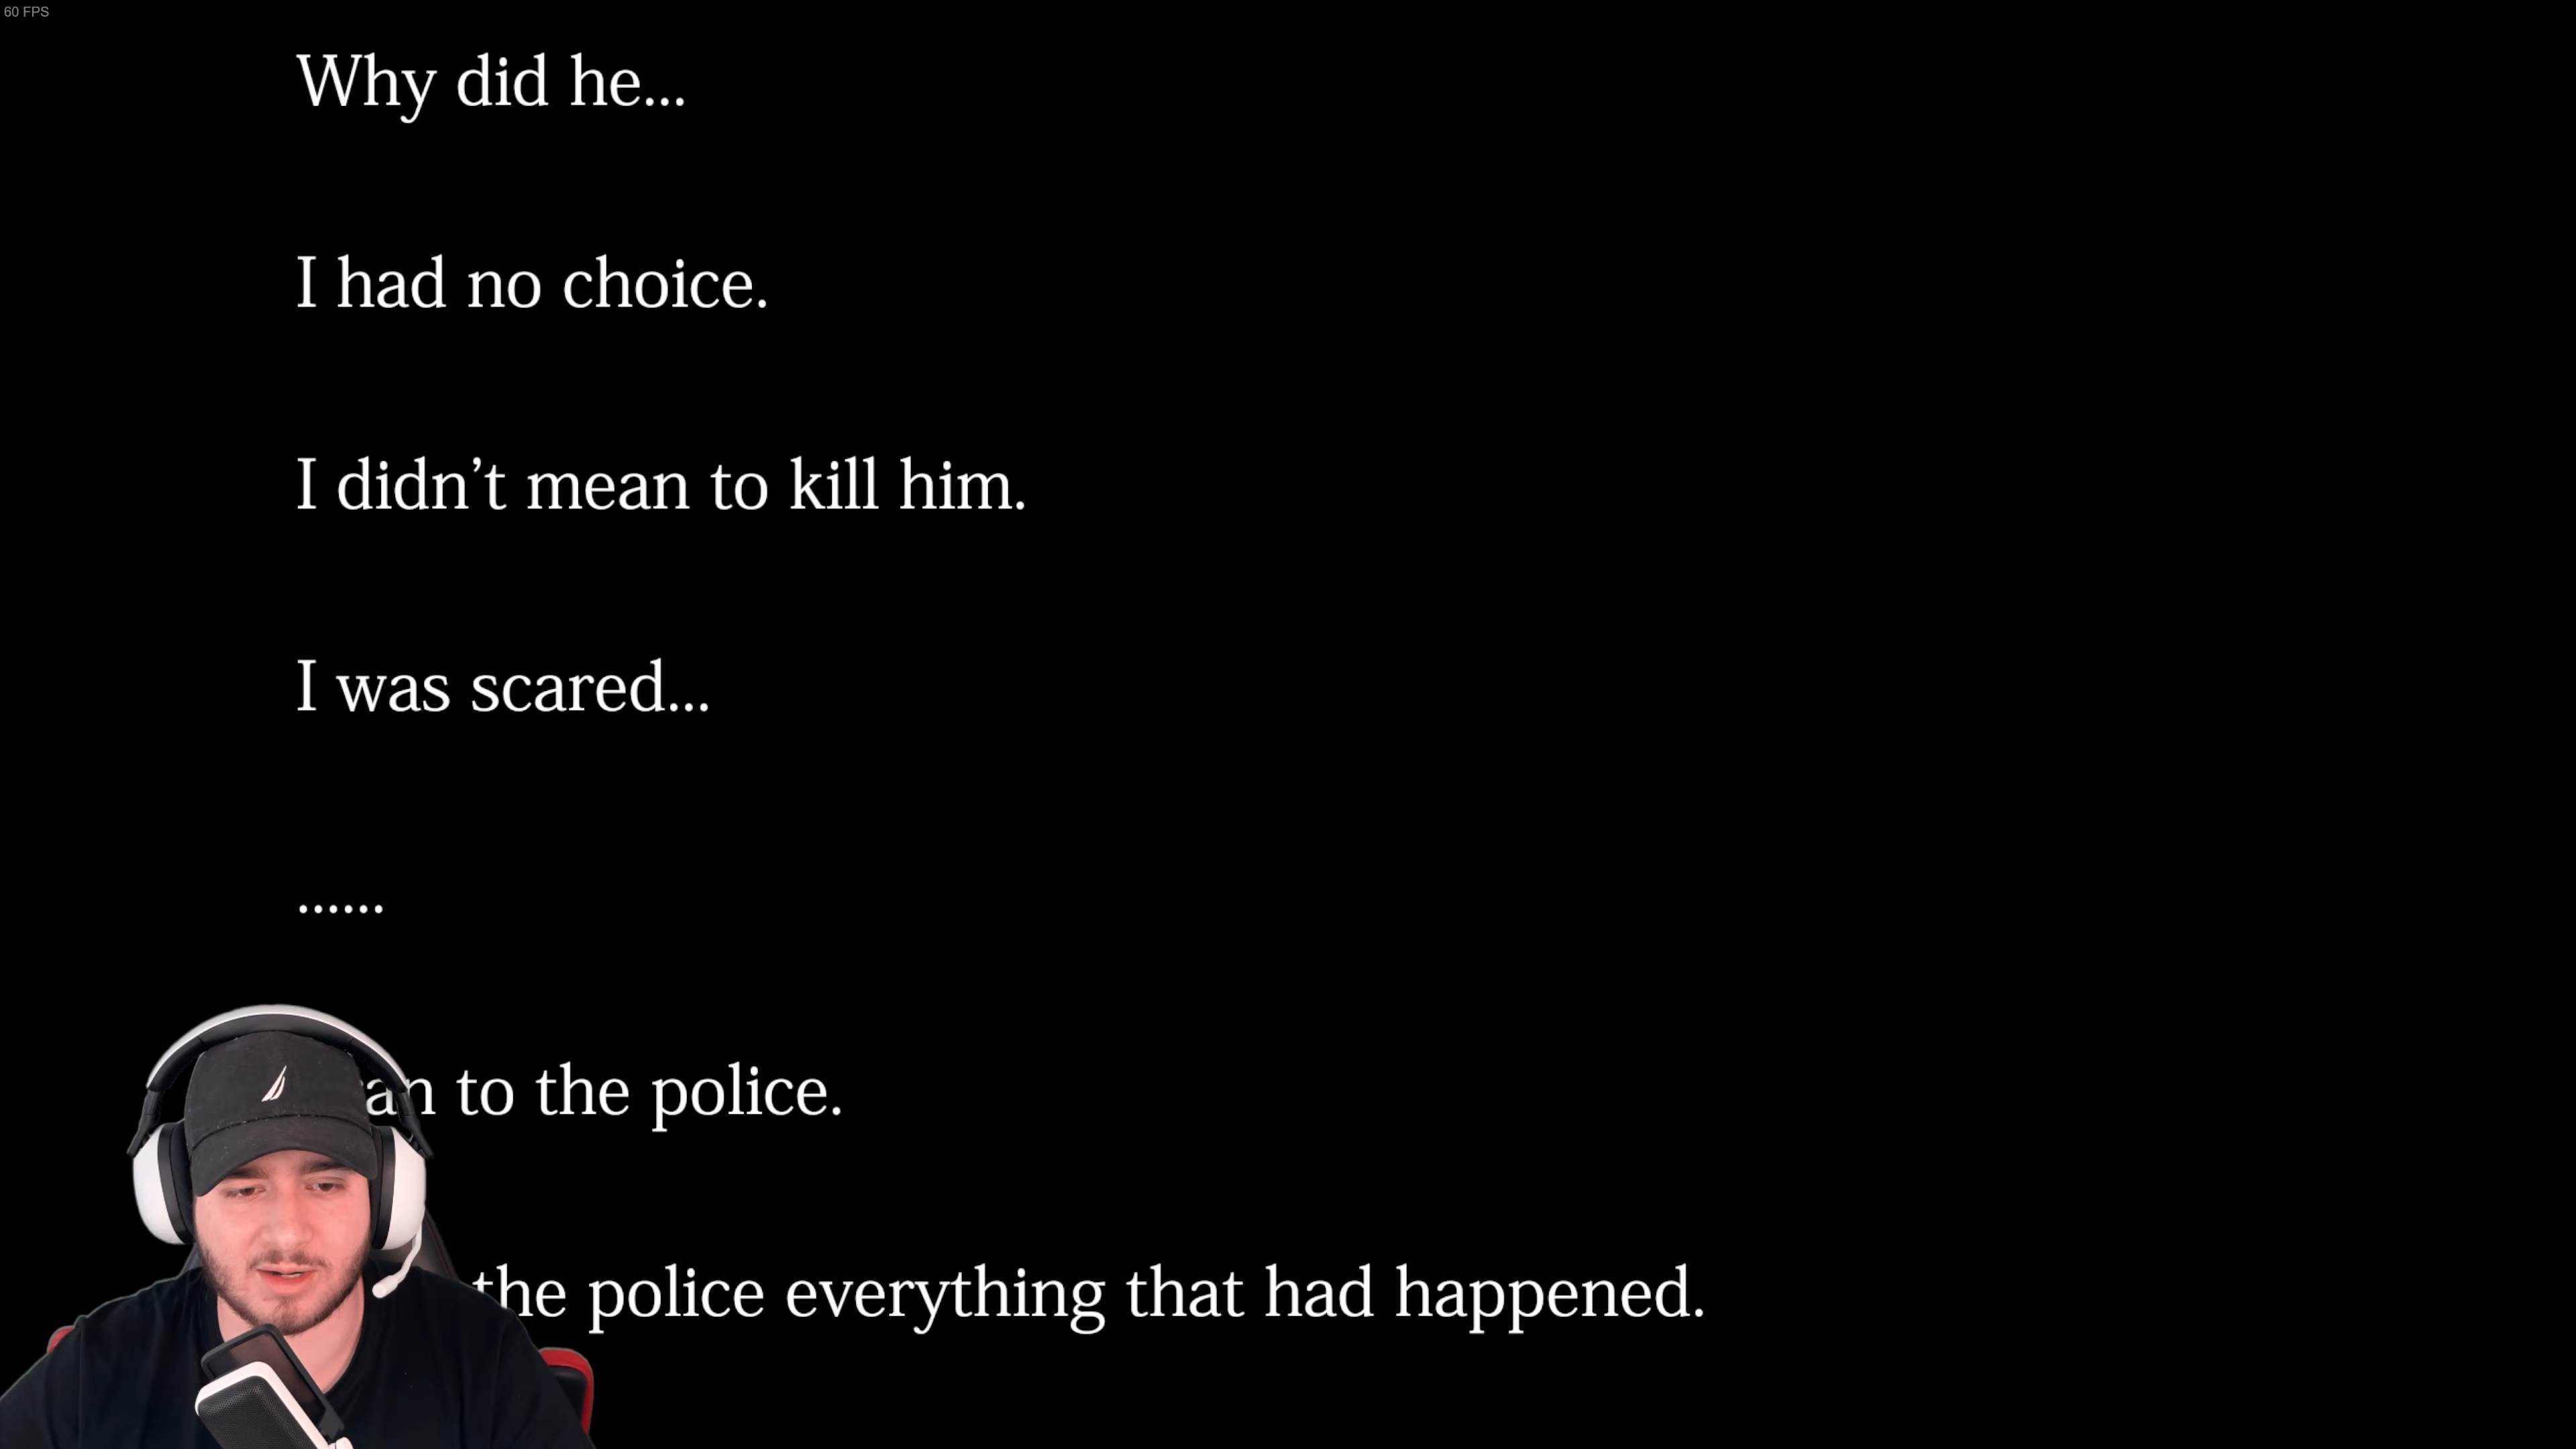 60 FPS
Why did he...
I had no choice.
I didn’t mean to kill him.
I was scared...
......
to the police.
the police everything that had happened.